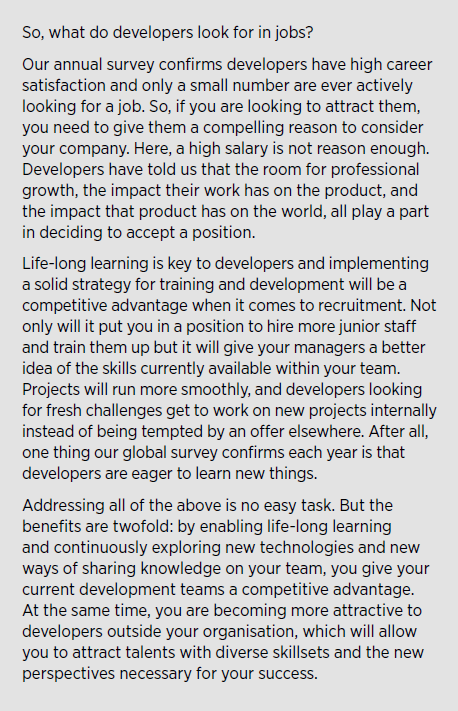 So, what do developers look for in jobs?
Our annual survey confirms developers have high career
satisfaction and only a small number are ever actively
looking for a job. So, if you are looking to attract them,
you need to give them a compelling reason to consider
your company. Here, a high salary is not reason enough.
Developers have told us that the room for professional
growth, the impact their work has on the product, and
the impact that product has on the world, all play a part
in deciding to accept a position.
Life-long learning is key to developers and implementing
a solid strategy for training and development will be a
competitive advantage when it comes to recruitment. Not
only will it put you in a position to hire more junior staff
and train them up but it will give your managers a better
idea of the skills currently available within your team.
Projects will run more smoothly, and developers looking
for fresh challenges get to work on new projects internally
instead of being tempted by an offer elsewhere. After all,
one thing our global survey confirms each year is that
developers are eager to learn new things.
Addressing all of the above is no easy task. But the
benefits are twofold: by enabling life-long learning
and continuously exploring new technologies and new
ways of sharing knowledge on your team, you give your
current development teams a competitive advantage.
At the same time, you are becoming more attractive to
developers outside your organisation, which will allow
you to attract talents with diverse skillsets and the new
perspectives necessary for your success.